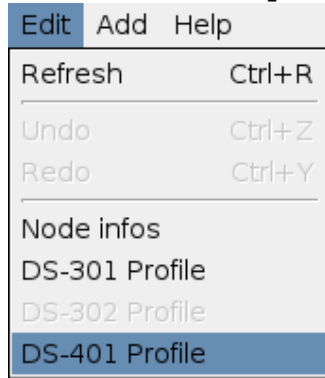 Edit Add Help
Refresh Ctrl+R
Undo Ctrl+Z
Redo Ctrl+Y
Node infos
DS-301 Profile
DS-302 Profile
DS-401 Profile